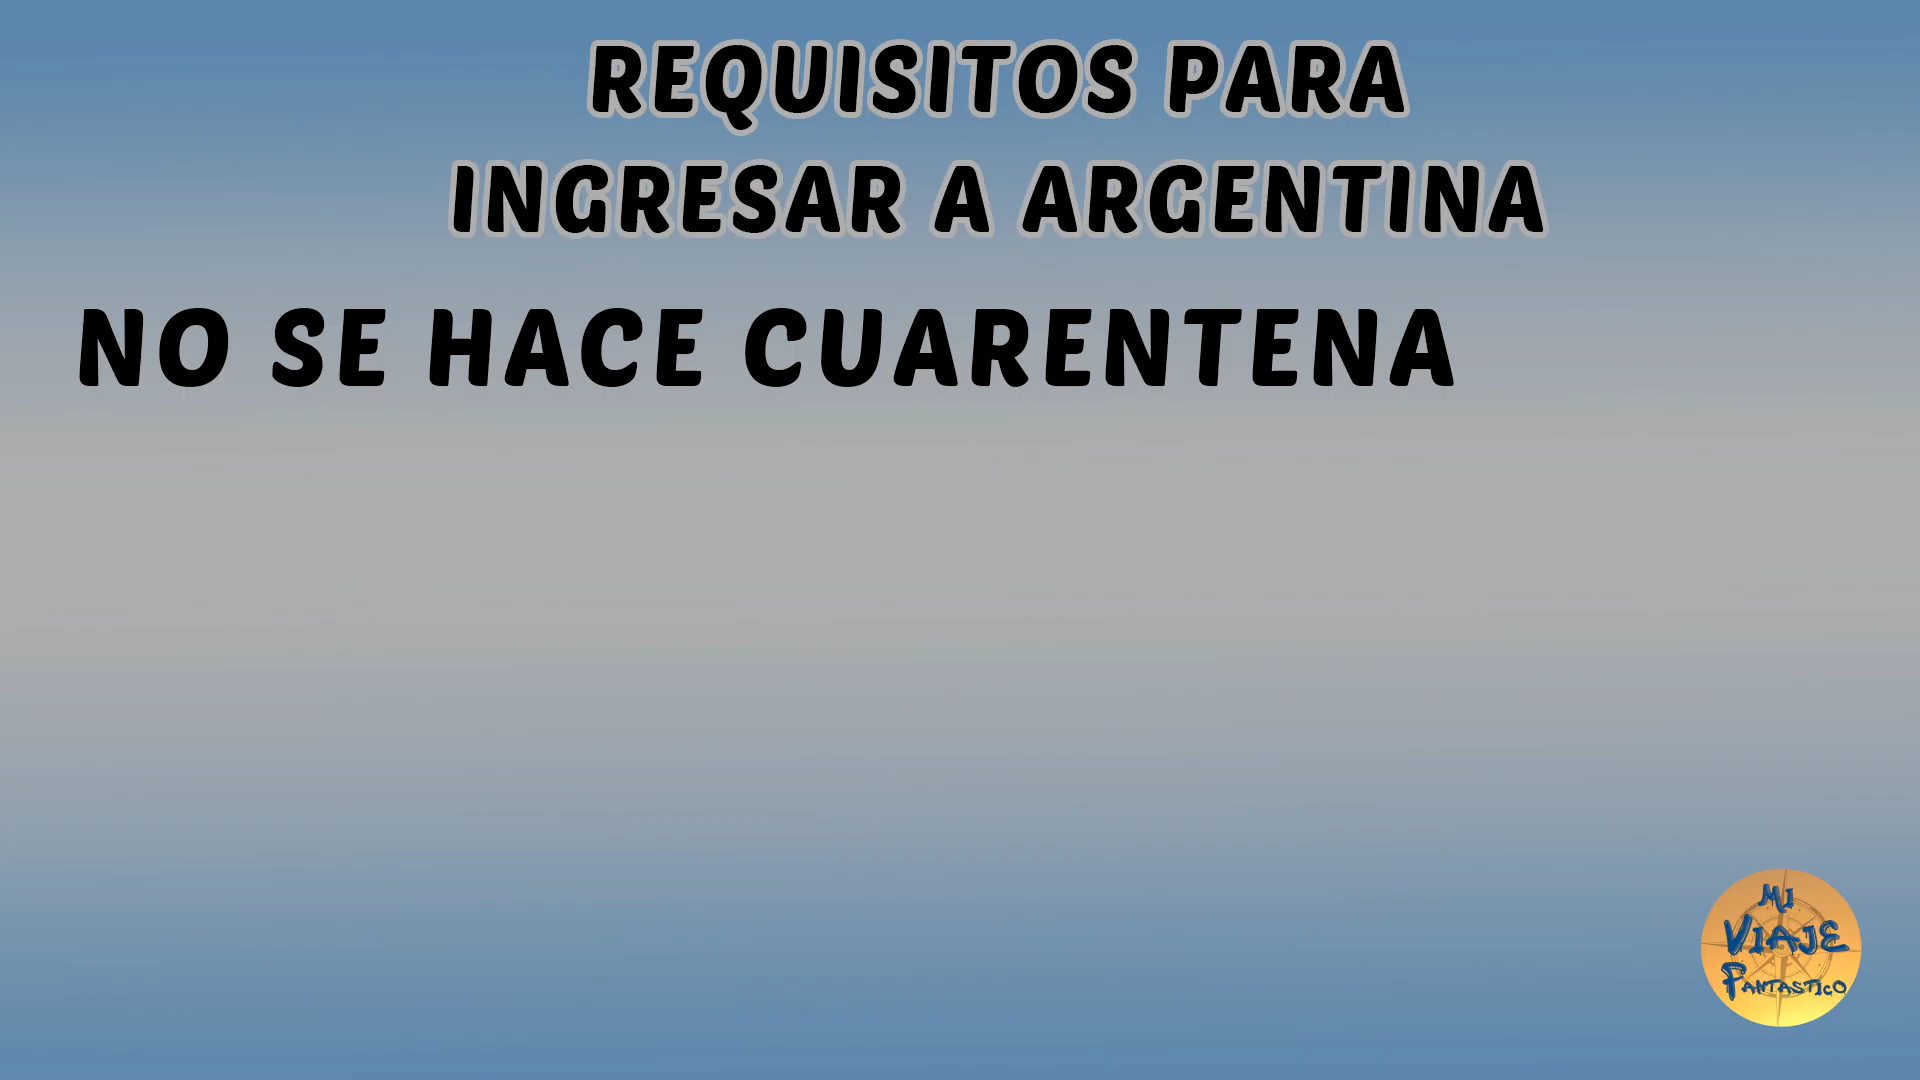 REQUISITOS PARA
INGRESAR A ARGENTINA
NO SE HACE CUARENTENA
MI
VIAJE
FANTASTICO